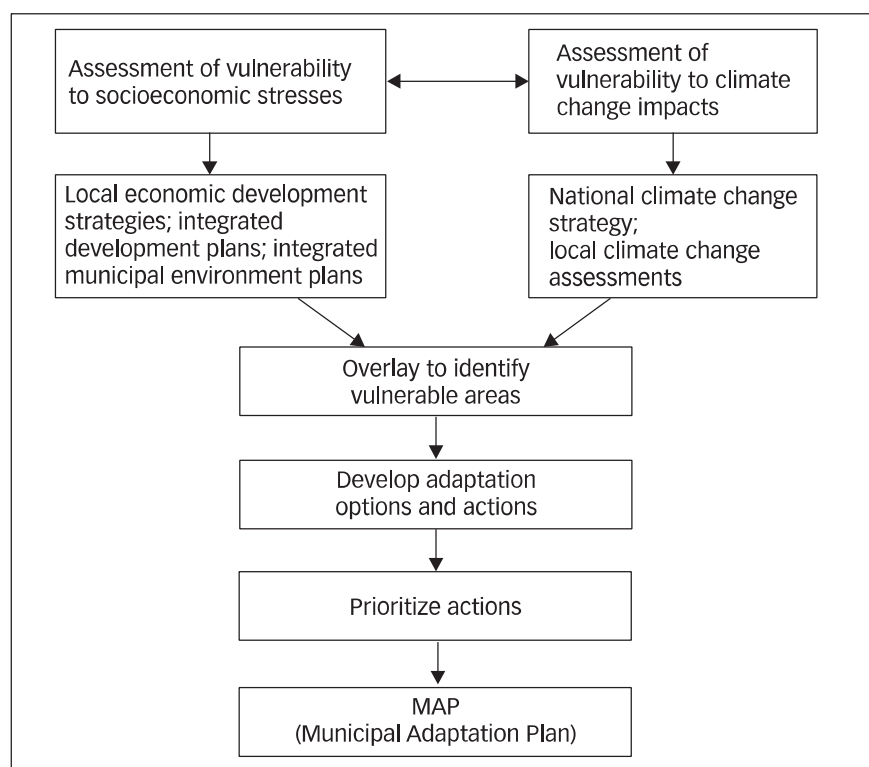 Assessment of vulnerability
to socioeconomic stresses
Assessment of
vulnerability to climate
change impacts
Local economic development
strategies; integrated
development plans; integrated
municipal environment plans
National climate change
strategy;
local climate change
assessments
Overlay to identify
vulnerable areas
Develop adaptation
options and actions
Prioritize actions
MAP
(Municipal Adaptation Plan)